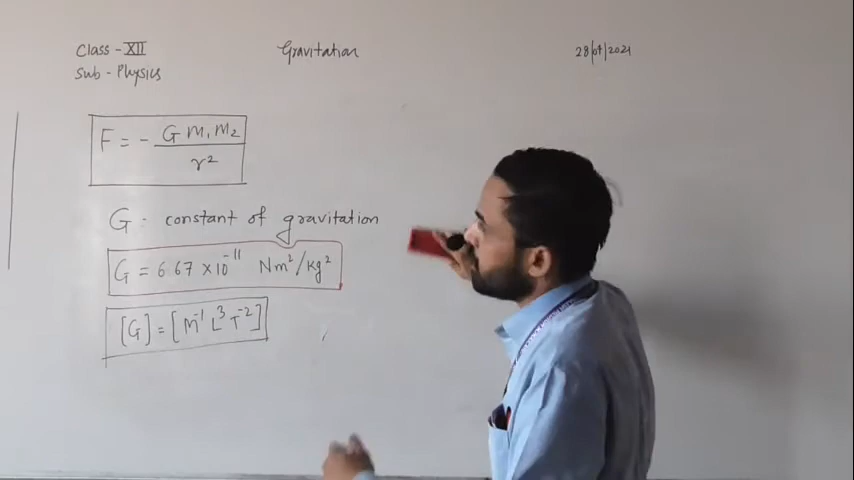 Class - XII
Gravitation
28/07/2021
Sub - Physics
F = - G m₁ m₂ / r²
G : constant of gravitation
G = 6.67 × 10⁻¹¹ Nm²/kg²
[G] = [M⁻¹ L³ T⁻²]